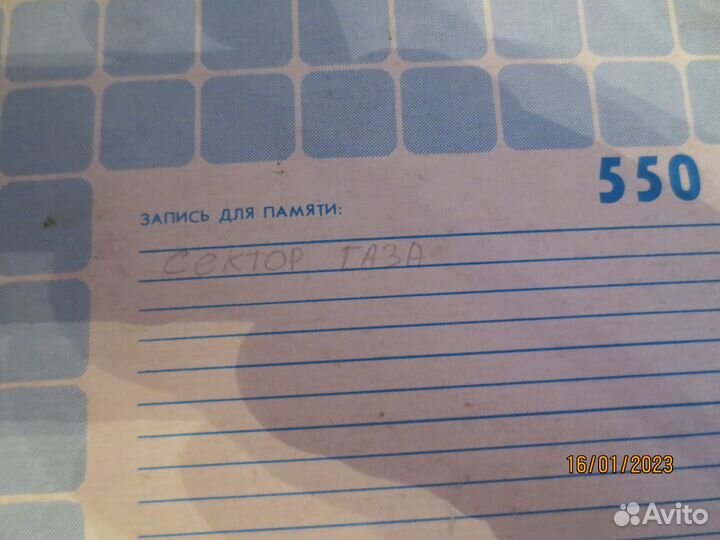 550
ЗАПИСЬ ДЛЯ ПАМЯТИ:
СЕКТОР ГАЗА
16/01/2023
Avito